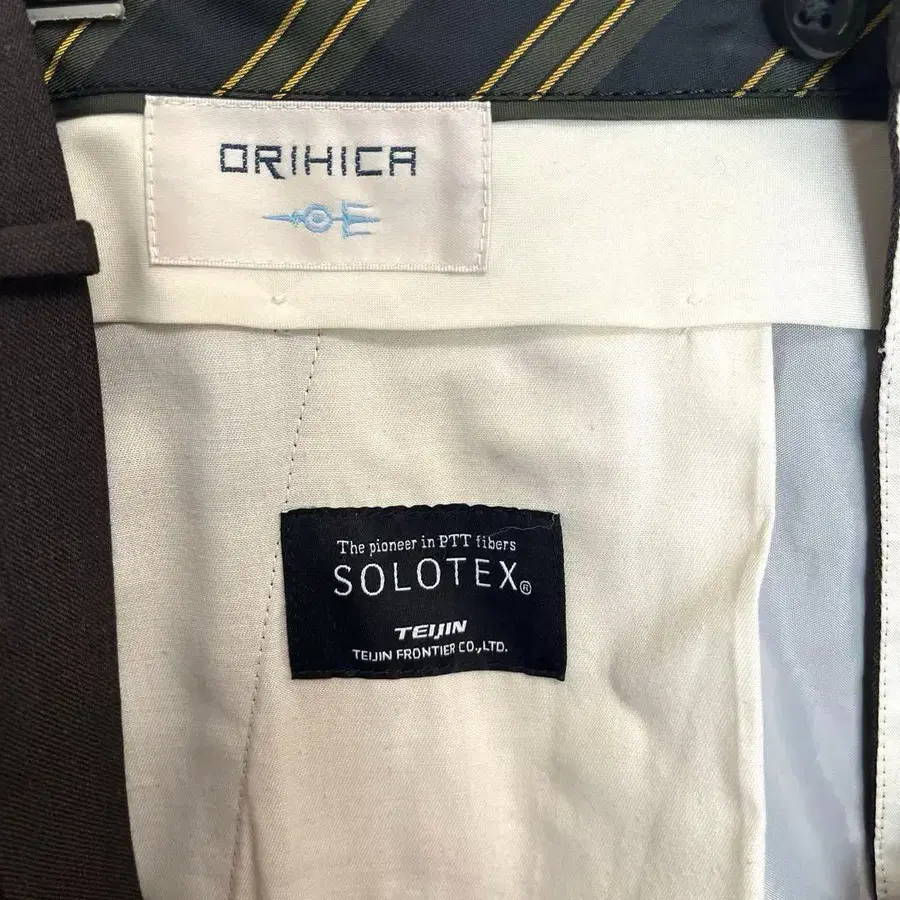 ORIHICA
The pioneer in PTT fibers
SOLOTEX®
TEIJIN
TEIJIN FRONTIER CO.,LTD.